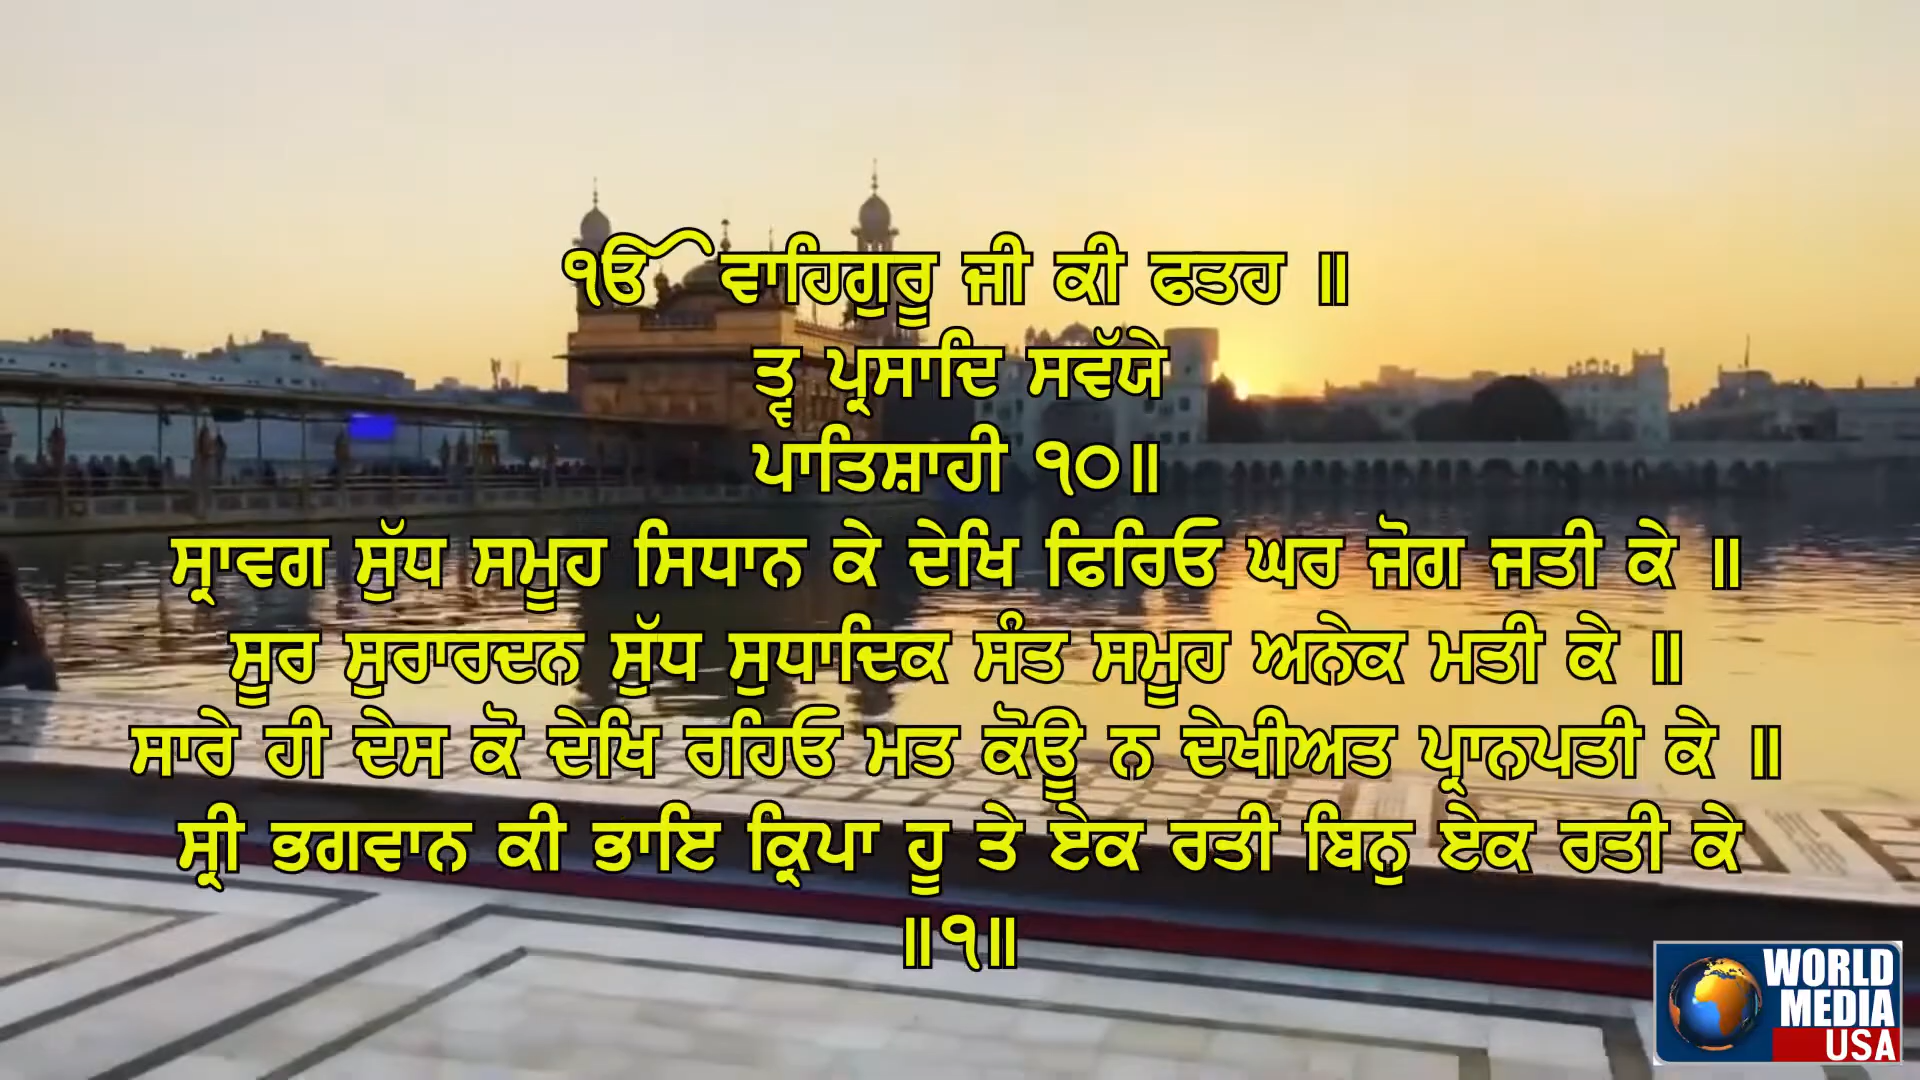 ੴ ਵਾਹਿਗੁਰੂ ਜੀ ਕੀ ਫਤਹ ॥
ਤ੍ਵ ਪ੍ਰਸਾਦਿ ਸਵੱਯੇ
ਪਾਤਿਸ਼ਾਹੀ ੧੦॥
ਸ੍ਰਾਵਗ ਸੁੱਧ ਸਮੂਹ ਸਿਧਾਨ ਕੇ ਦੇਖਿ ਫਿਰਿਓ ਘਰ ਜੋਗ ਜਤੀ ਕੇ ॥
ਸੂਰ ਸੁਰਾਰਦਨ ਸੁੱਧ ਸੁਧਾਦਿਕ ਸੰਤ ਸਮੂਹ ਅਨੇਕ ਮਤੀ ਕੇ ॥
ਸਾਰੇ ਹੀ ਦੇਸ ਕੋ ਦੇਖਿ ਰਹਿਓ ਮਤ ਕੋਊ ਨ ਦੇਖੀਅਤ ਪ੍ਰਾਨਪਤੀ ਕੇ ॥
ਸ੍ਰੀ ਭਗਵਾਨ ਕੀ ਭਾਇ ਕ੍ਰਿਪਾ ਹੂ ਤੇ ਏਕ ਰਤੀ ਬਿਨੁ ਏਕ ਰਤੀ ਕੇ
॥੧॥
WORLD
MEDIA
USA